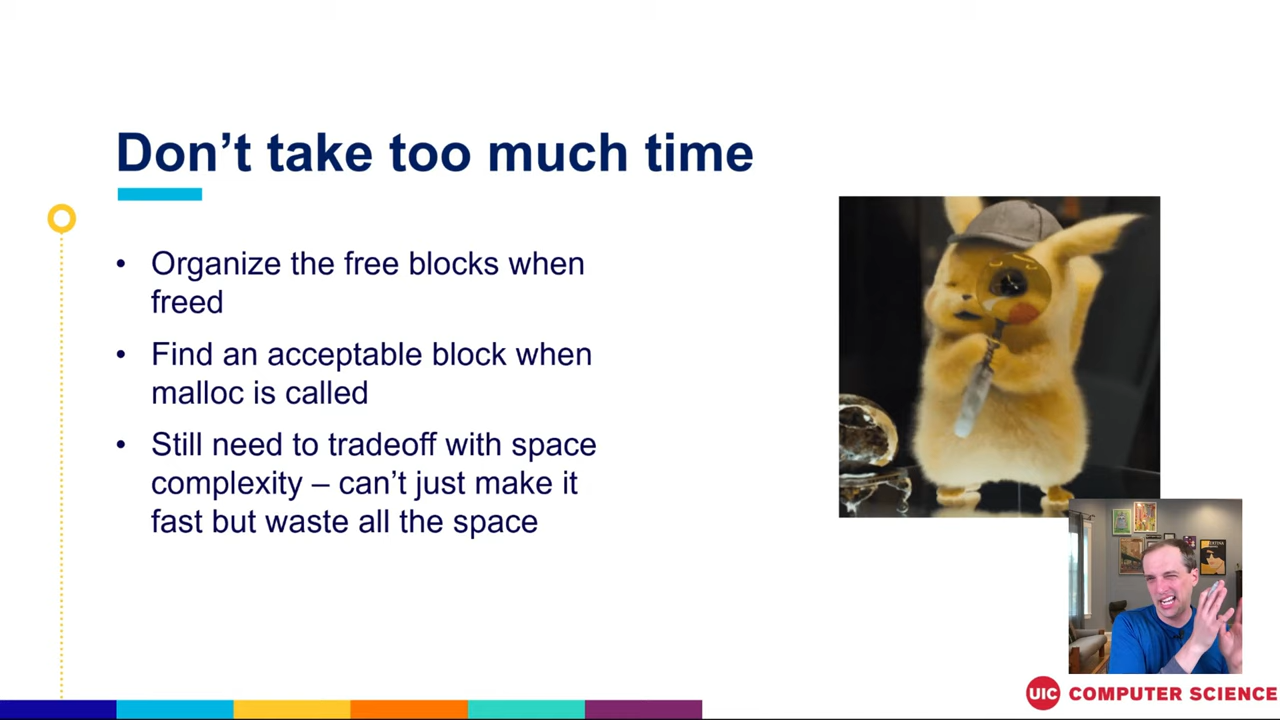 Don’t take too much time
• Organize the free blocks when
freed
• Find an acceptable block when
malloc is called
• Still need to tradeoff with space
complexity – can’t just make it
fast but waste all the space
UIC COMPUTER SCIENCE